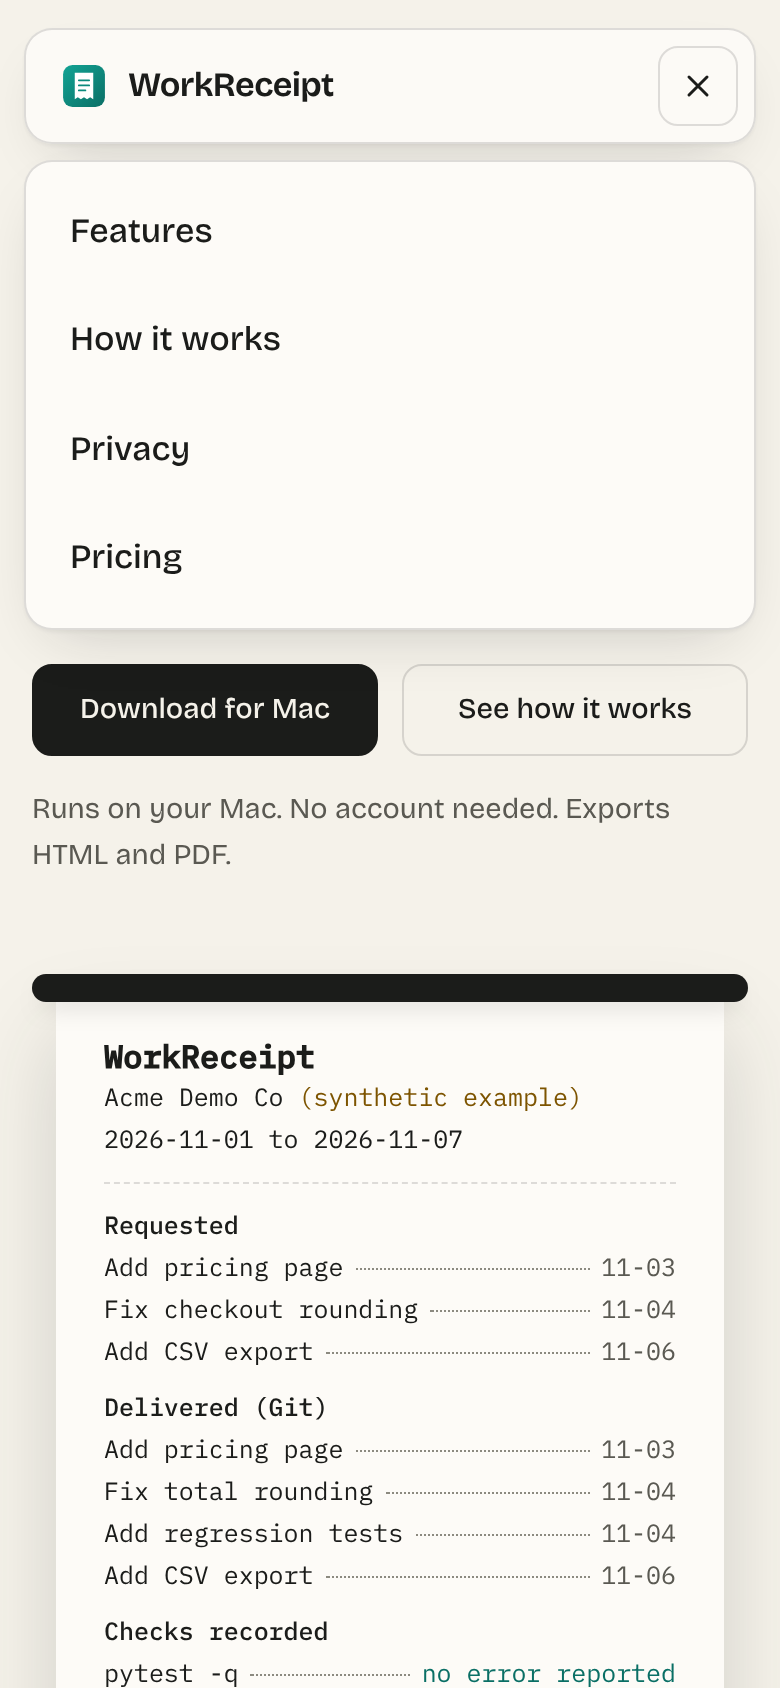 WorkReceipt
Features
How it works
Privacy
Pricing
Download for Mac
See how it works
Runs on your Mac. No account needed. Exports
HTML and PDF.
WorkReceipt
Acme Demo Co (synthetic example)
2026-11-01 to 2026-11-07
Requested
Add pricing page 11-03
Fix checkout rounding 11-04
Add CSV export 11-06
Delivered (Git)
Add pricing page 11-03
Fix total rounding 11-04
Add regression tests 11-04
Add CSV export 11-06
Checks recorded
pytest -q no error reported